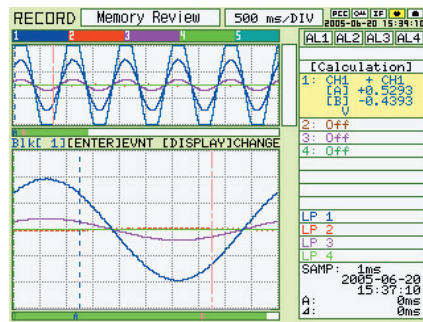 RECORD Memory Review 500 ms/DIV PCC CH4 IFF
2005-06-20 15:39:10
1 2 3 4 5
AL1 AL2 AL3 AL4
[Calculation]
1: CH1 + CH1
[A] +0.5293
[B] -0.4393
V
2: Off
3: Off
4: Off
A
Blk[ 1][CENTER]EVNT [DISPLAY]CHANGE
LP 1
LP 2
LP 3
LP 4
SAMP: 1ms
2005-06-20
15:37:10
A: 0ms
⊿: 0ms
A